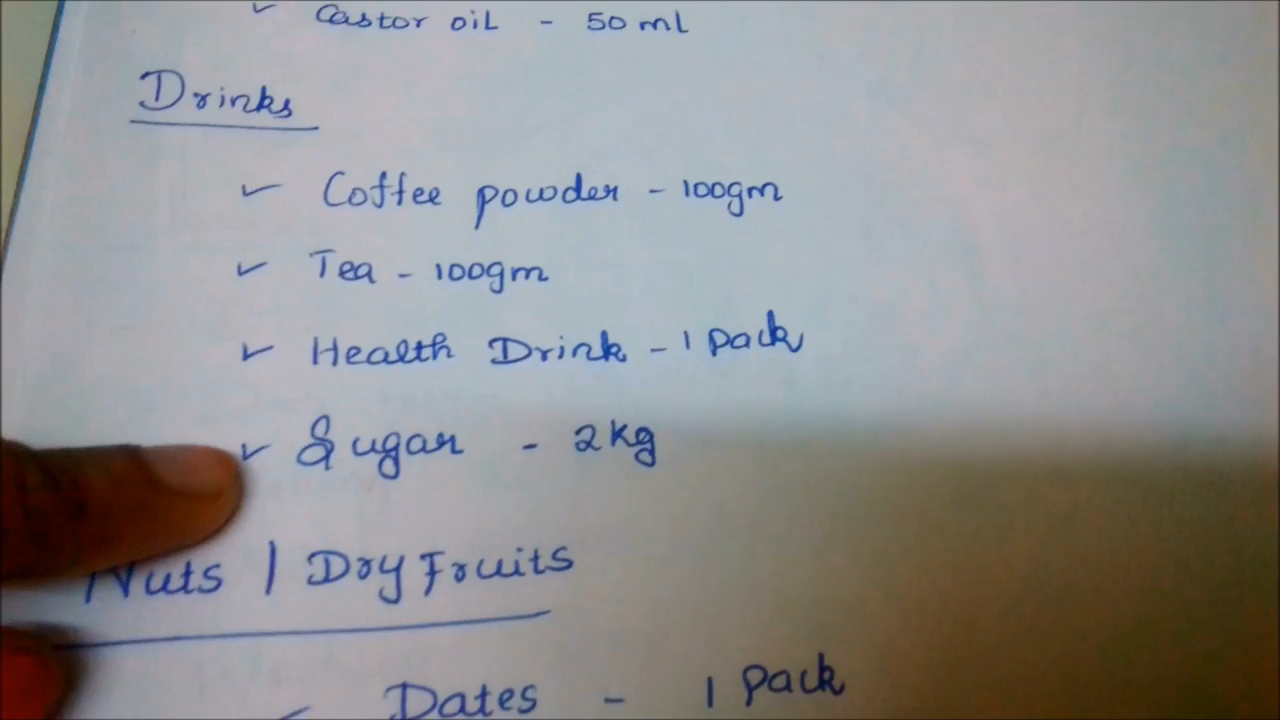 ✓ Castor oil - 50 ml
Drinks
✓ Coffee powder - 100gm
✓ Tea - 100gm
✓ Health Drink - 1 pack
✓ Sugar - 2kg
Nuts / Dry Fruits
✓ Dates - 1 pack